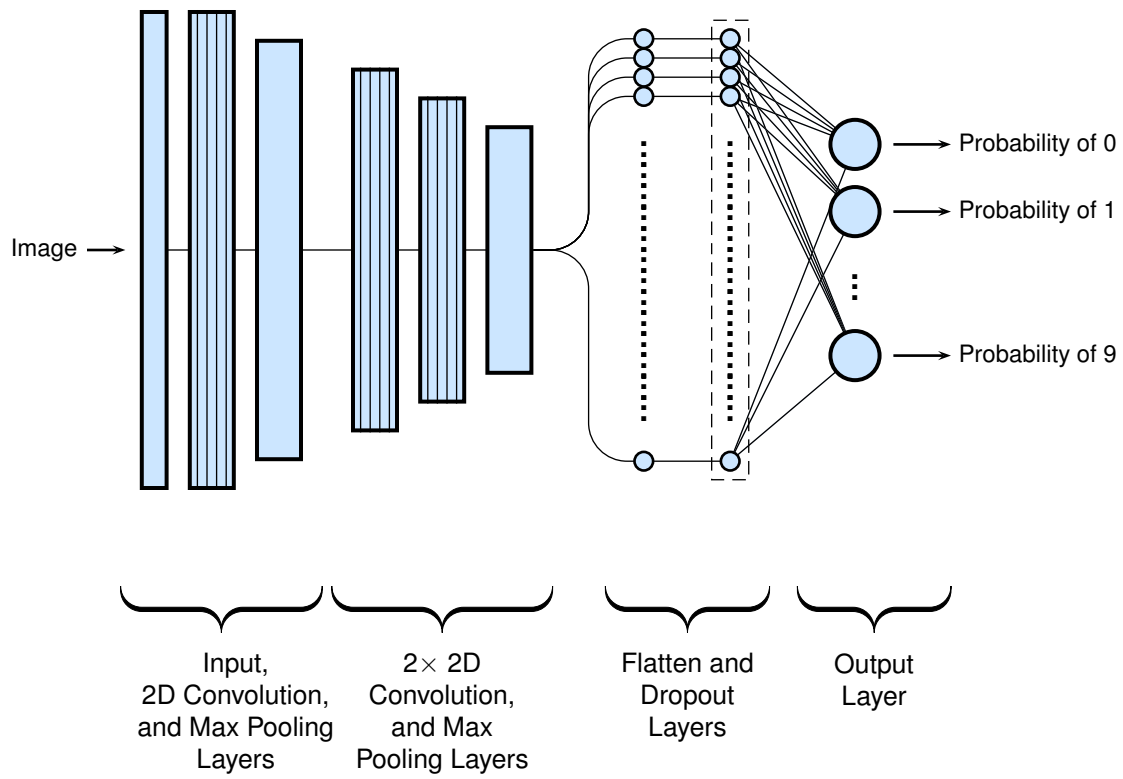 Image
Probability of 0
Probability of 1
Probability of 9
Input,
2D Convolution,
and Max Pooling
Layers
2× 2D
Convolution,
and Max
Pooling Layers
Flatten and
Dropout
Layers
Output
Layer